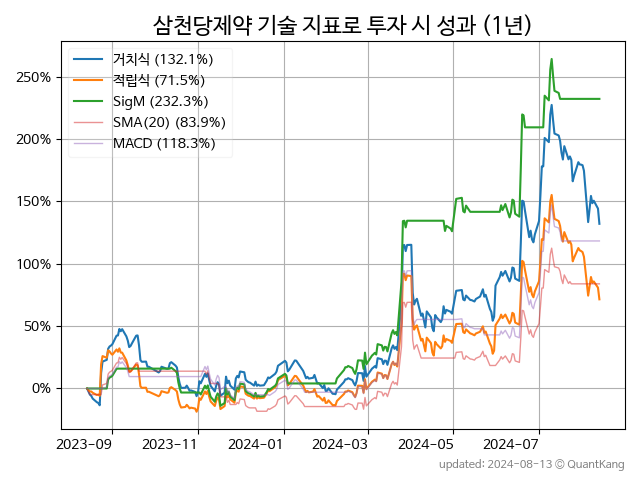 삼천당제약 기술 지표로 투자 시 성과 (1년)
거치식 (132.1%)
적립식 (71.5%)
SigM (232.3%)
SMA(20) (83.9%)
MACD (118.3%)
250%
200%
150%
100%
50%
0%
2023-09 2023-11 2024-01 2024-03 2024-05 2024-07
updated: 2024-08-13 © QuantKang